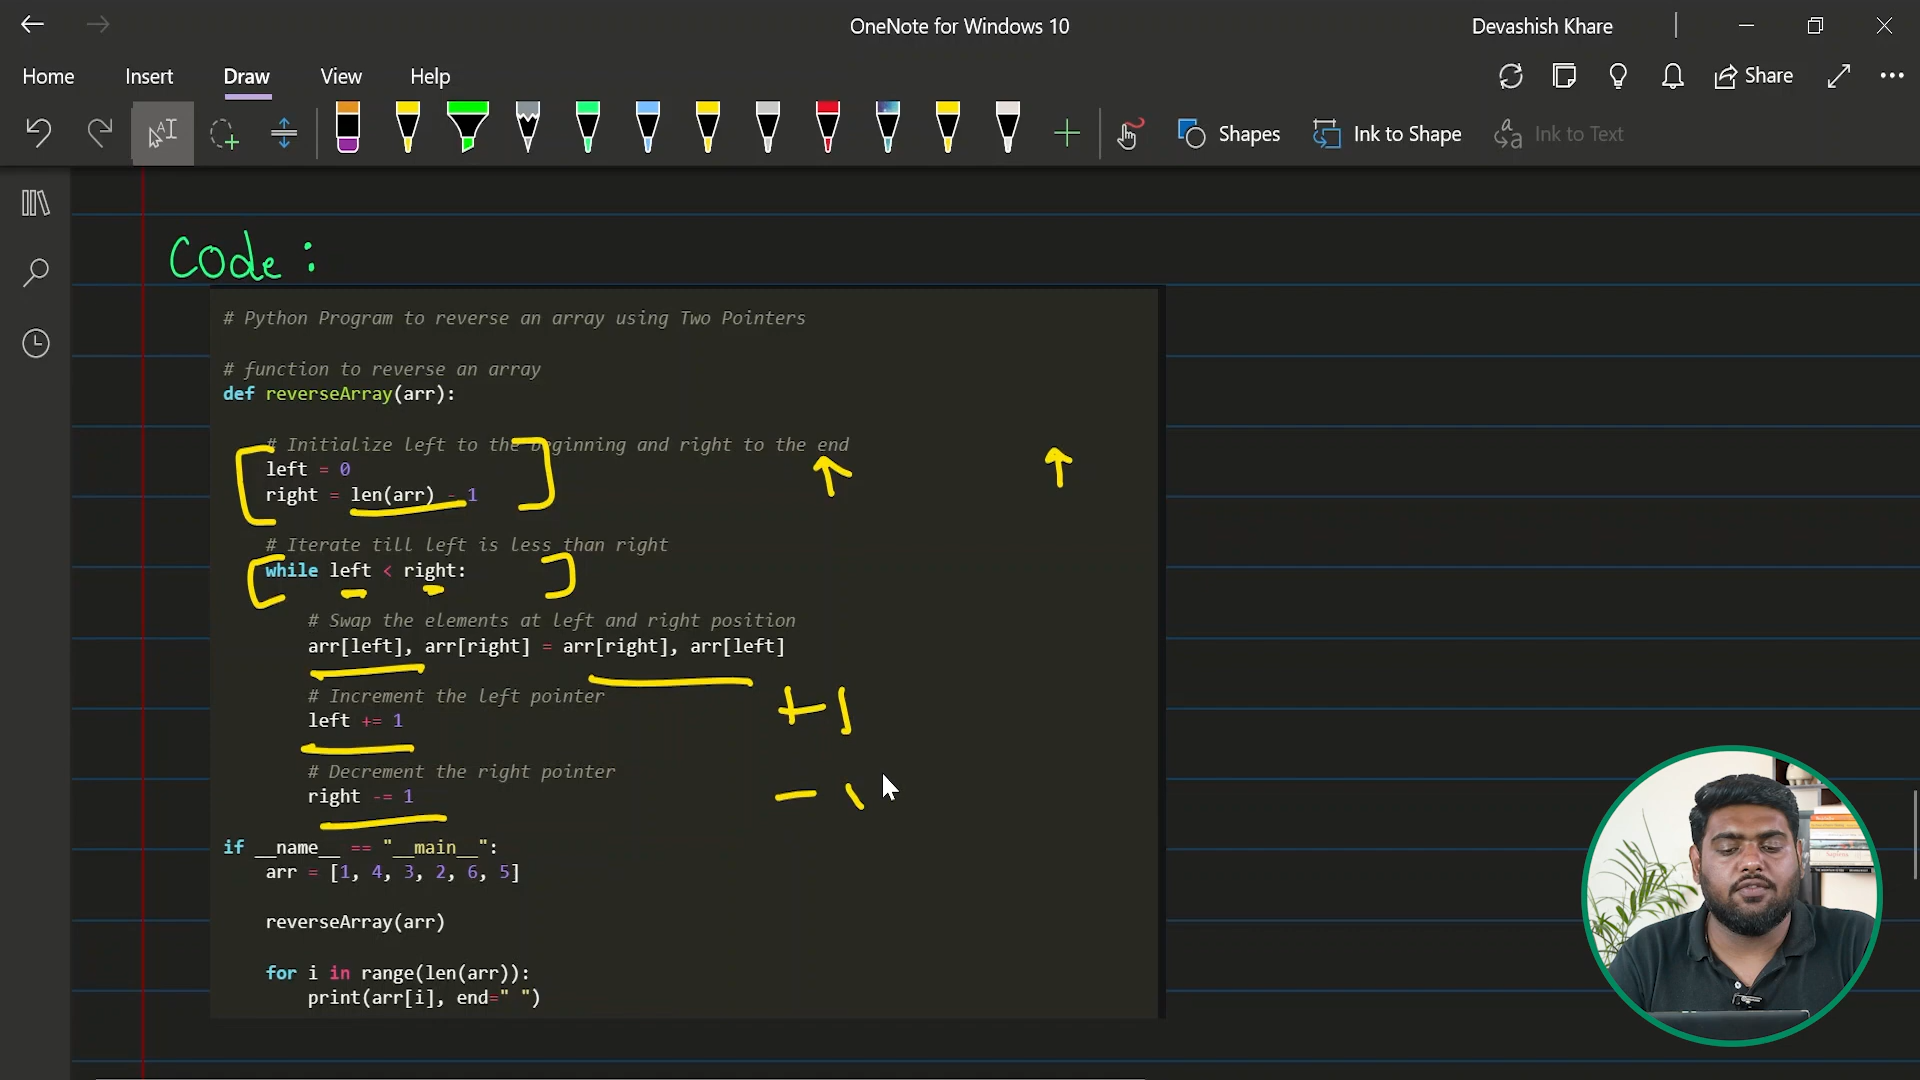 OneNote for Windows 10
Devashish Khare
Home Insert Draw View Help
Share
Shapes Ink to Shape Ink to Text
Code :
# Python Program to reverse an array using Two Pointers
# function to reverse an array
def reverseArray(arr):
# Initialize left to the beginning and right to the end
left = 0
right = len(arr) - 1
# Iterate till left is less than right
while left < right:
# Swap the elements at left and right position
arr[left], arr[right] = arr[right], arr[left]
# Increment the left pointer
left += 1
+1
# Decrement the right pointer
right -= 1
if __name__ == "__main__":
arr = [1, 4, 3, 2, 6, 5]
reverseArray(arr)
for i in range(len(arr)):
print(arr[i], end=" ")